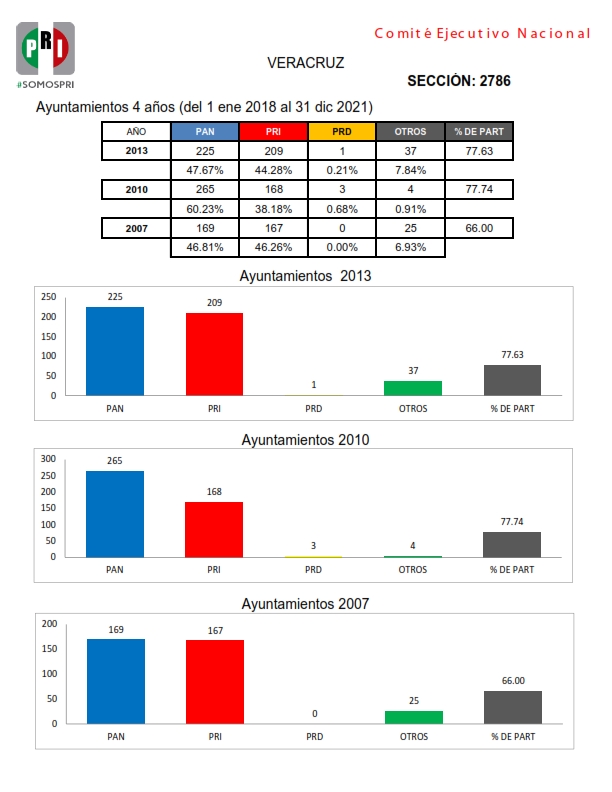 Comité Ejecutivo Nacional
PRI
#SOMOSPRI
VERACRUZ
SECCIÓN: 2786
Ayuntamientos 4 años (del 1 ene 2018 al 31 dic 2021)
AÑO PAN PRI PRD OTROS % DE PART
2013 225 209 1 37 77.63
47.67% 44.28% 0.21% 7.84%
2010 265 168 3 4 77.74
60.23% 38.18% 0.68% 0.91%
2007 169 167 0 25 66.00
46.81% 46.26% 0.00% 6.93%
Ayuntamientos 2013
250
200
150
100
50
0
225 209 1 37 77.63
PAN PRI PRD OTROS % DE PART
Ayuntamientos 2010
300
250
200
150
100
50
0
265 168 3 4 77.74
PAN PRI PRD OTROS % DE PART
Ayuntamientos 2007
200
150
100
50
0
169 167 0 25 66.00
PAN PRI PRD OTROS % DE PART